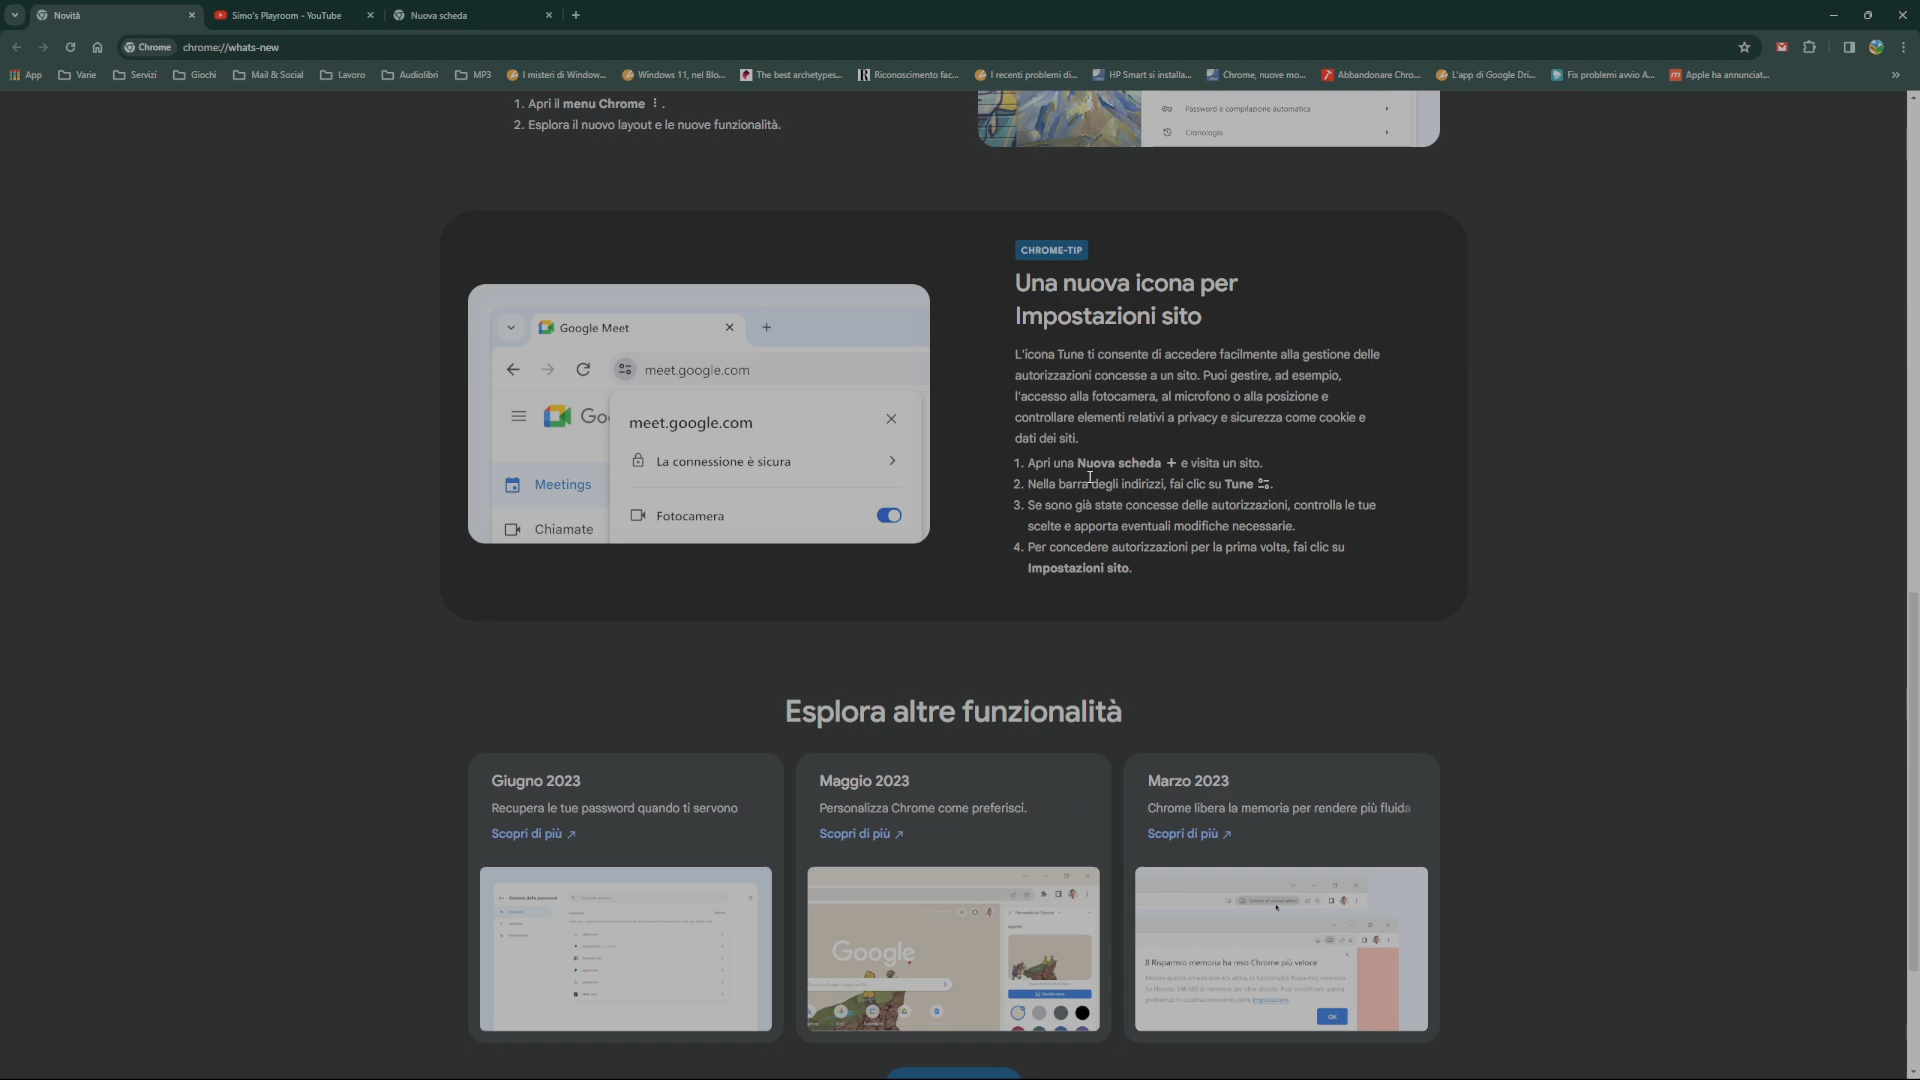 Novità
Simo's Playroom - YouTube
Nuova scheda
Chrome
chrome://whats-new
App
Varie
Servizi
Giochi
Mail & Social
Lavoro
Audiolibri
MP3
I misteri di Window...
Windows 11, nel Blo...
The best archetypes...
Riconoscimento fac...
I recenti problemi di...
HP Smart si installa...
Chrome, nuove mo...
Abbandonare Chro...
L'app di Google Dri...
Fix problemi avvio A...
Apple ha annunciat...
1. Apri il menu Chrome ⋮ .
2. Esplora il nuovo layout e le nuove funzionalità.
Password e compilazione automatica
Cronologia
Google Meet
meet.google.com
Goo
meet.google.com
La connessione è sicura
Meetings
Fotocamera
Chiamate
CHROME-TIP
Una nuova icona per
Impostazioni sito
L'icona Tune ti consente di accedere facilmente alla gestione delle
autorizzazioni concesse a un sito. Puoi gestire, ad esempio,
l'accesso alla fotocamera, al microfono o alla posizione e
controllare elementi relativi a privacy e sicurezza come cookie e
dati dei siti.
1. Apri una Nuova scheda + e visita un sito.
2. Nella barra degli indirizzi, fai clic su Tune .
3. Se sono già state concesse delle autorizzazioni, controlla le tue
scelte e apporta eventuali modifiche necessarie.
4. Per concedere autorizzazioni per la prima volta, fai clic su
Impostazioni sito.
Esplora altre funzionalità
Giugno 2023
Recupera le tue password quando ti servono
Scopri di più ↗
Maggio 2023
Personalizza Chrome come preferisci.
Scopri di più ↗
Google
Marzo 2023
Chrome libera la memoria per rendere più fluida
Scopri di più ↗
Il Risparmio memoria ha reso Chrome più veloce
Impostazioni
OK